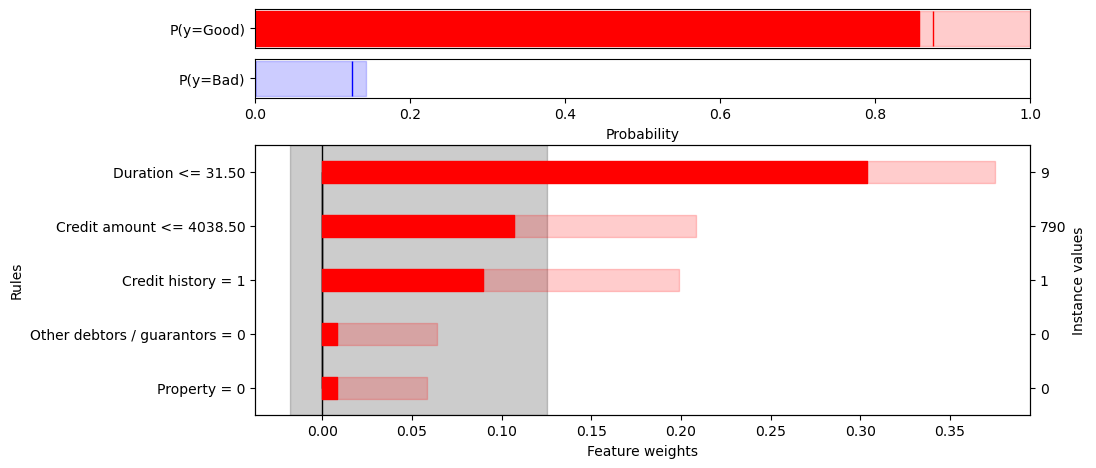 P(y=Good)
P(y=Bad)
0.0 0.2 0.4 0.6 0.8 1.0
Probability
Duration <= 31.50 9
Credit amount <= 4038.50 790
Credit history = 1 1
Other debtors / guarantors = 0 0
Property = 0 0
Rules
Instance values
0.00 0.05 0.10 0.15 0.20 0.25 0.30 0.35
Feature weights